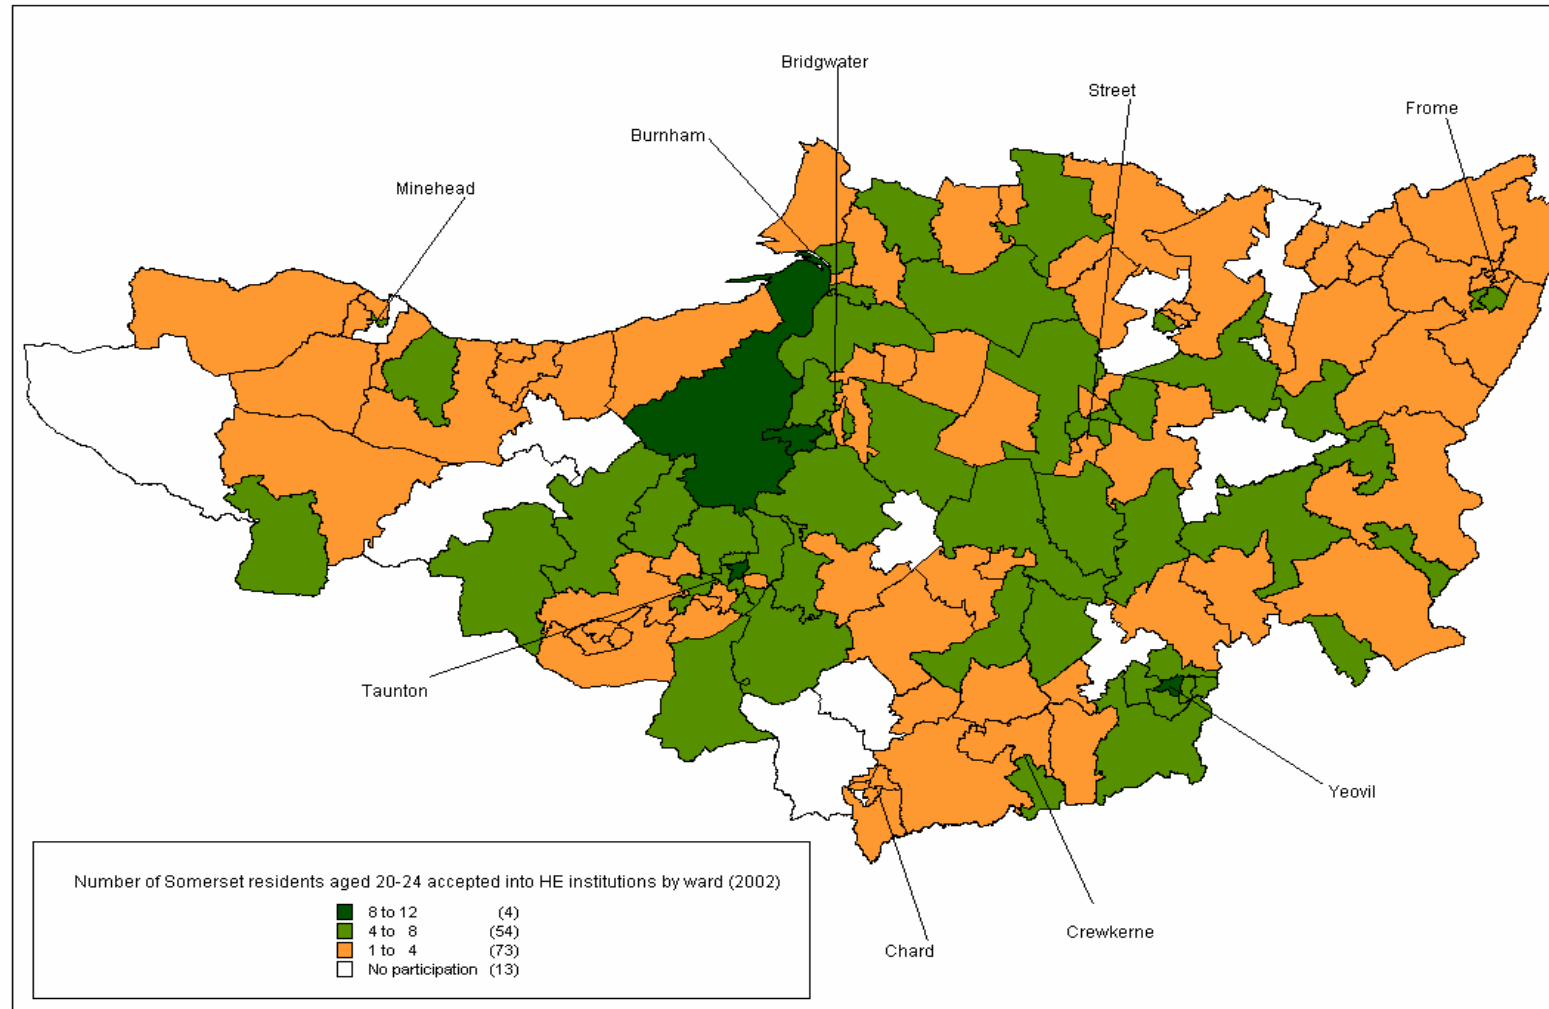 Bridgwater
Street
Frome
Burnham
Minehead
Taunton
Yeovil
Crewkerne
Chard
Number of Somerset residents aged 20-24 accepted into HE institutions by ward (2002)
8 to 12 (4)
4 to 8 (54)
1 to 4 (73)
No participation (13)